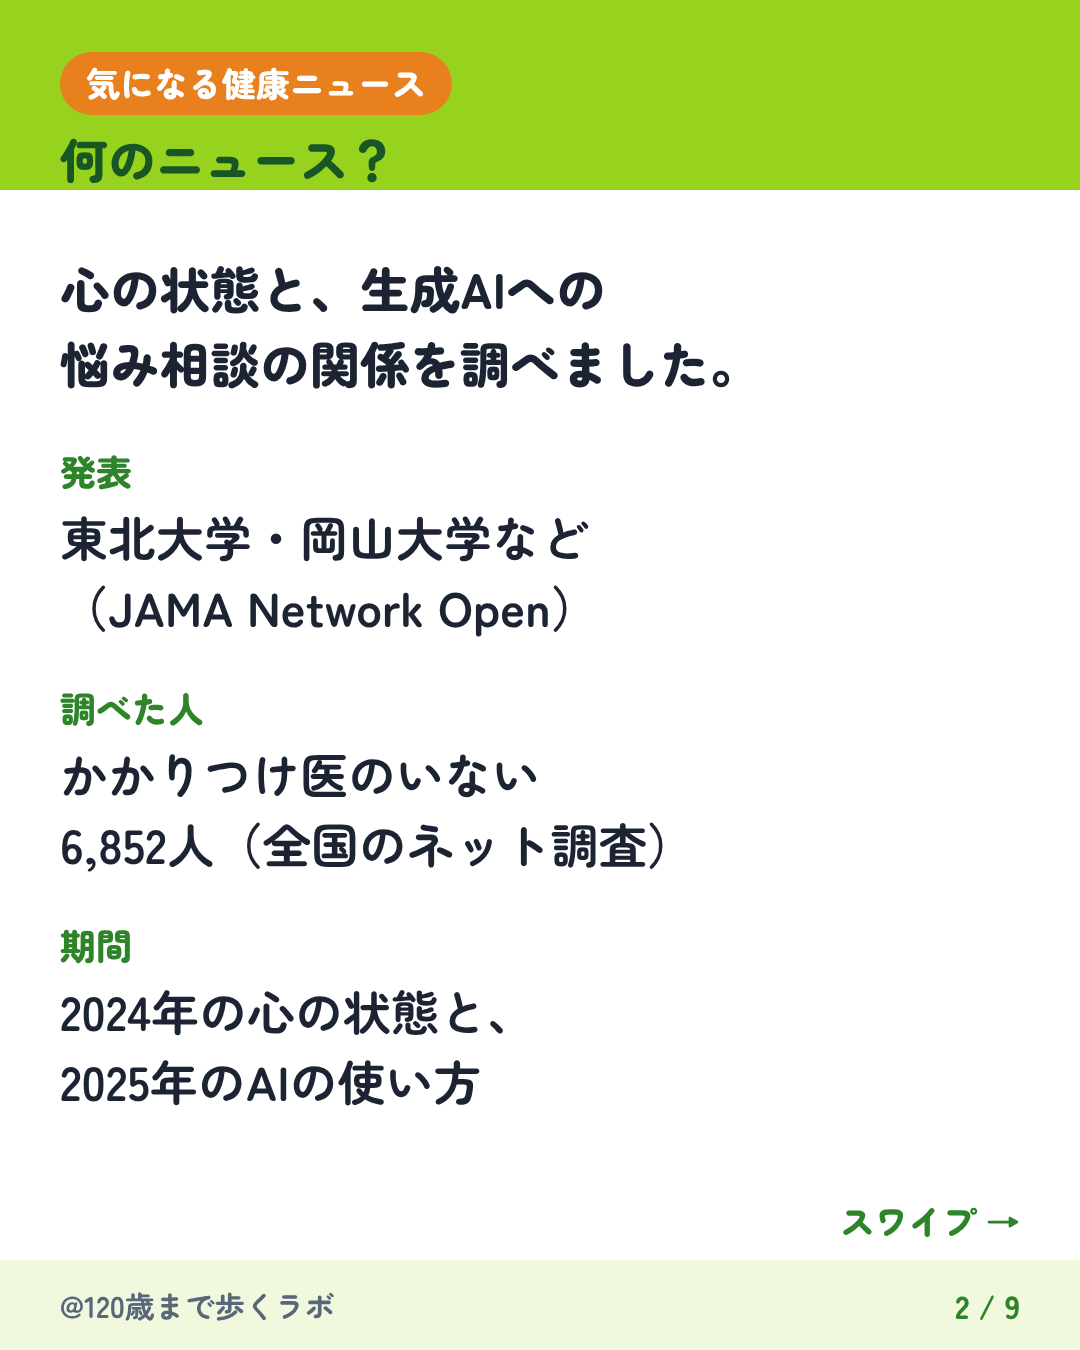 気になる健康ニュース
何のニュース？
心の状態と、生成AIへの
悩み相談の関係を調べました。
発表
東北大学・岡山大学など
（JAMA Network Open）
調べた人
かかりつけ医のいない
6,852人（全国のネット調査）
期間
2024年の心の状態と、
2025年のAIの使い方
スワイプ →
@120歳まで歩くラボ
2 / 9